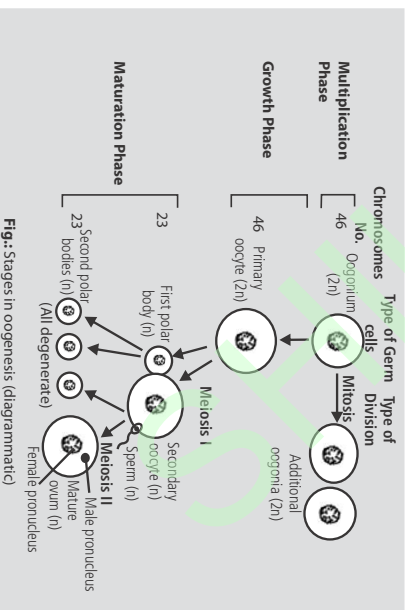 Chromosomes
No.
Type of Germ
cells
Type of
Division
Multiplication
Phase
46
Oogonium
(2n)
Mitosis
Additional
oogonia (2n)
Growth Phase
46
Primary
oocyte (2n)
Meiosis I
Maturation Phase
23
First polar
body (n)
Secondary
oocyte (n)
Sperm (n)
Meiosis II
23
Second polar
bodies (n)
(All degenerate)
Male pronucleus
Mature
ovum (n)
Female pronucleus
Fig.: Stages in oogenesis (diagrammatic)